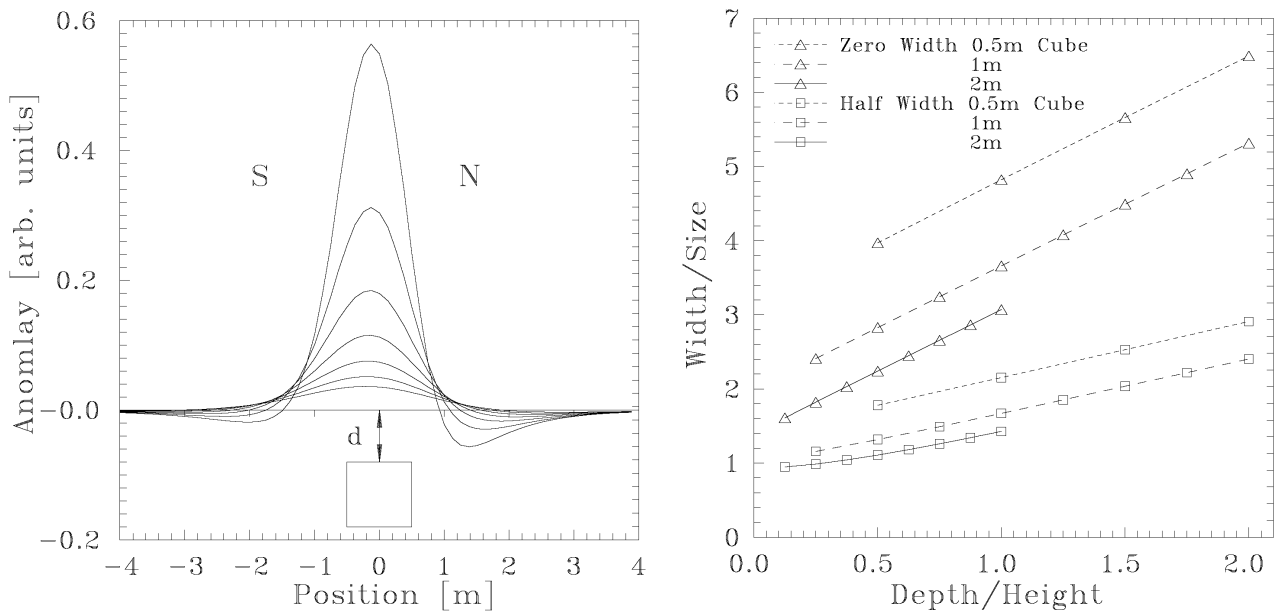 Anomlay [arb. units]
0.6
0.4
0.2
-0.0
-0.2
S
N
d
-4
-3
-2
-1
0
1
2
3
4
Position [m]
Width/Size
7
6
5
4
3
2
1
0
Zero Width 0.5m Cube
1m
2m
Half Width 0.5m Cube
1m
2m
0.0
0.5
1.0
1.5
2.0
Depth/Height